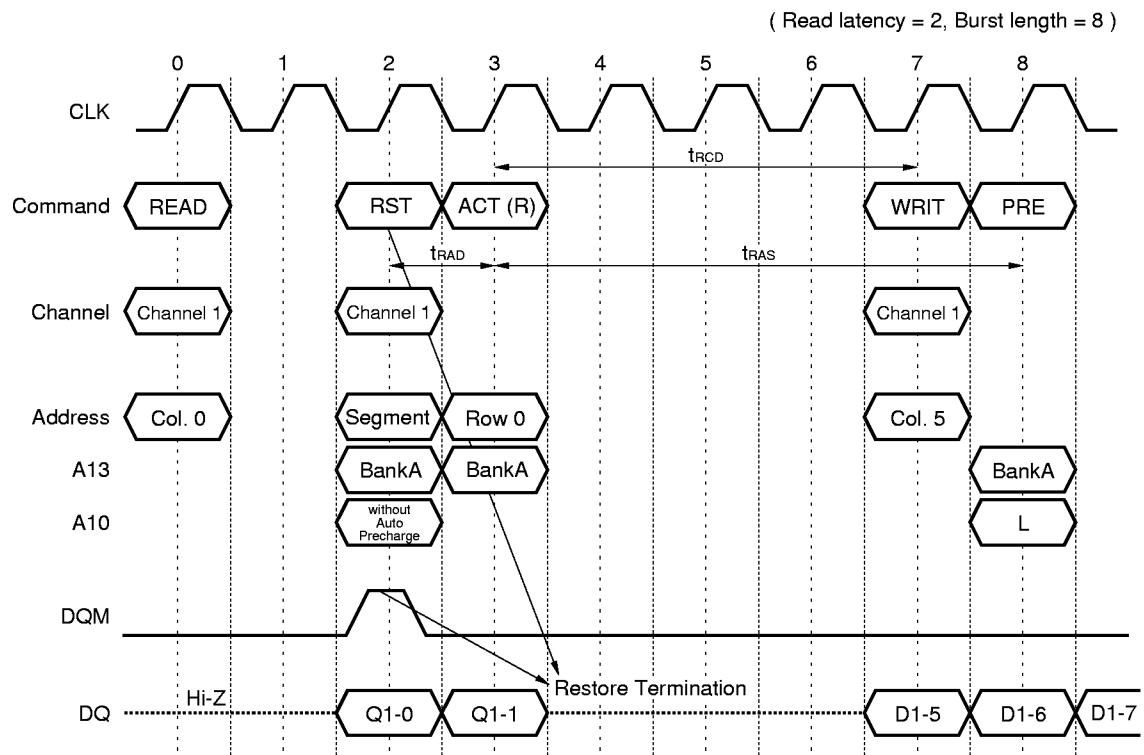 ( Read latency = 2, Burst length = 8 )
0 1 2 3 4 5 6 7 8
CLK
tRCD
Command READ RST ACT (R) WRIT PRE
tRAD tRAS
Channel Channel 1 Channel 1 Channel 1
Address Col. 0 Segment Row 0 Col. 5
A13 BankA BankA BankA
A10 without Auto Precharge L
DQM
Restore Termination
Hi-Z
DQ Q1-0 Q1-1 D1-5 D1-6 D1-7